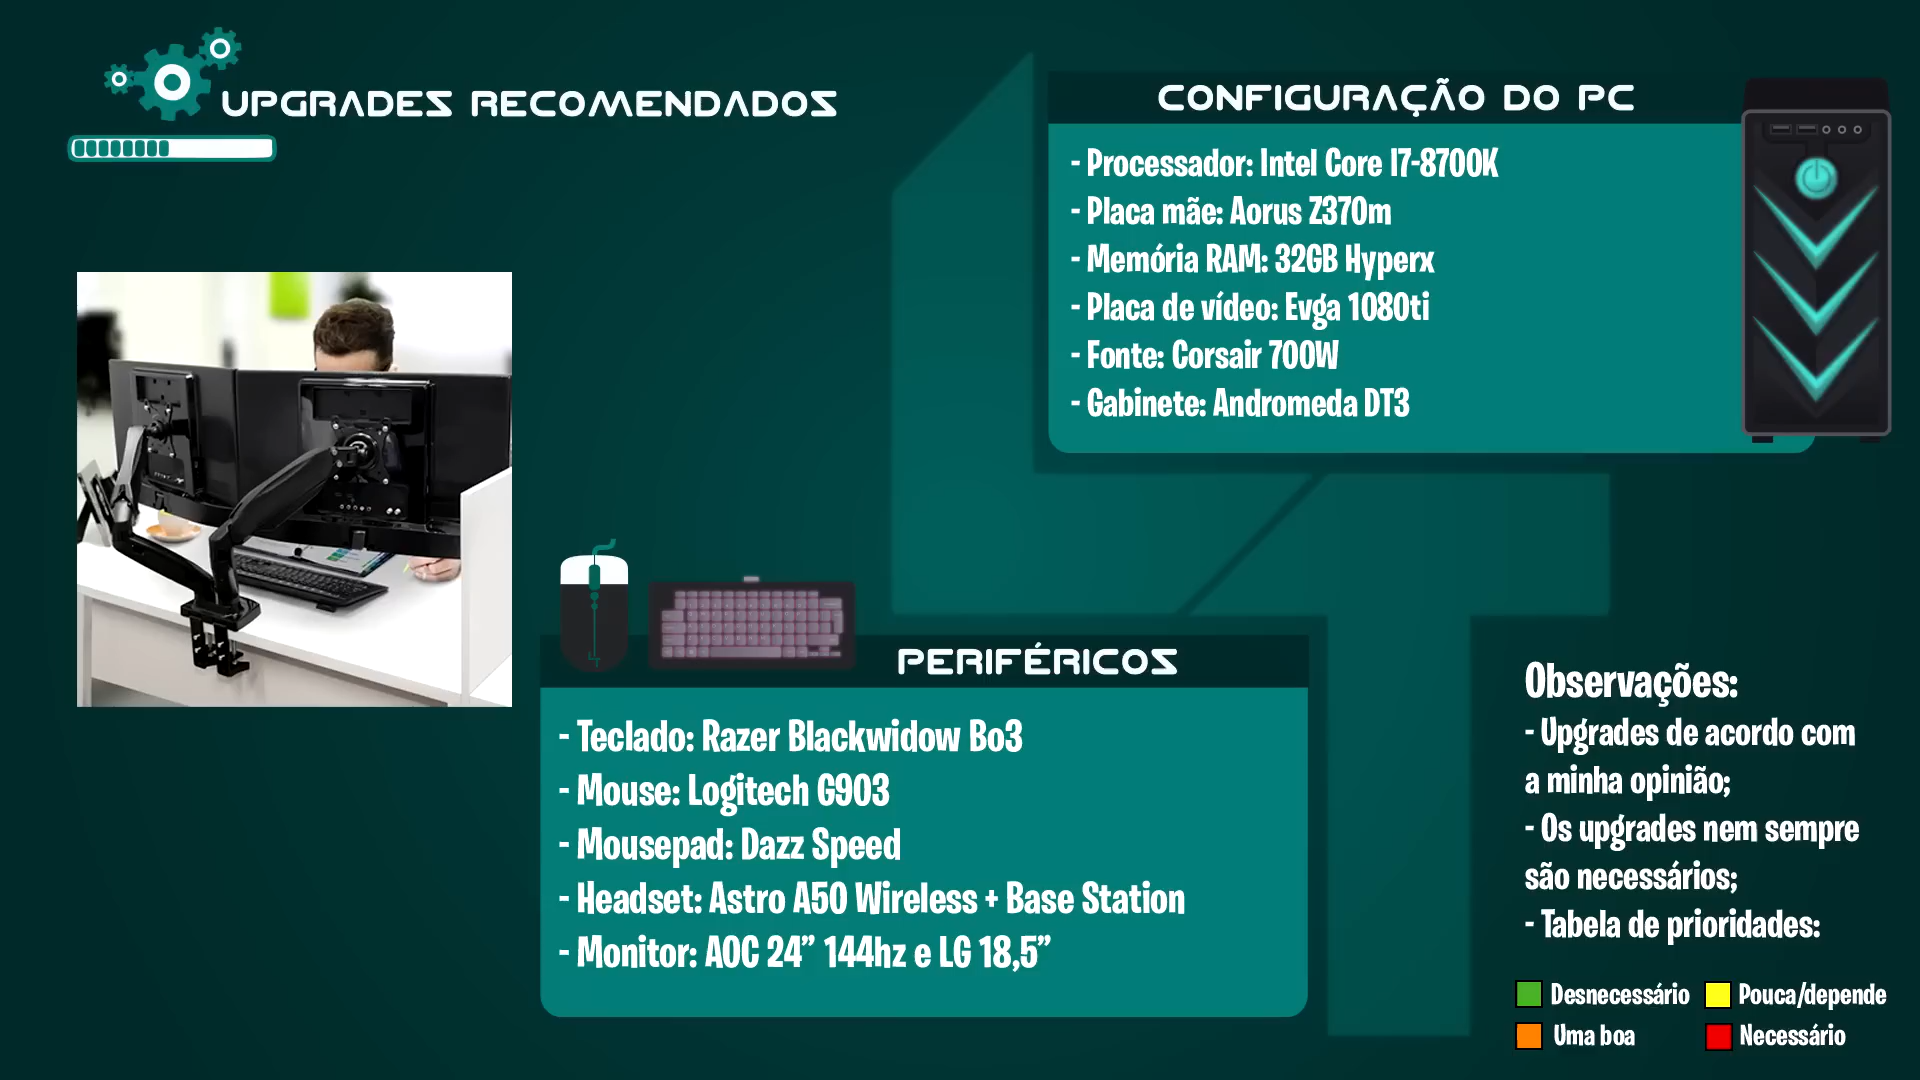 UPGRADES RECOMENDADOS
CONFIGURAÇÃO DO PC
- Processador: Intel Core I7-8700K
- Placa mãe: Aorus Z370m
- Memória RAM: 32GB Hyperx
- Placa de vídeo: Evga 1080ti
- Fonte: Corsair 700W
- Gabinete: Andromeda DT3
PERIFÉRICOS
- Teclado: Razer Blackwidow Bo3
- Mouse: Logitech G903
- Mousepad: Dazz Speed
- Headset: Astro A50 Wireless + Base Station
- Monitor: AOC 24” 144hz e LG 18,5”
Observações:
- Upgrades de acordo com
a minha opinião;
- Os upgrades nem sempre
são necessários;
- Tabela de prioridades:
Desnecessário
Pouca/depende
Uma boa
Necessário